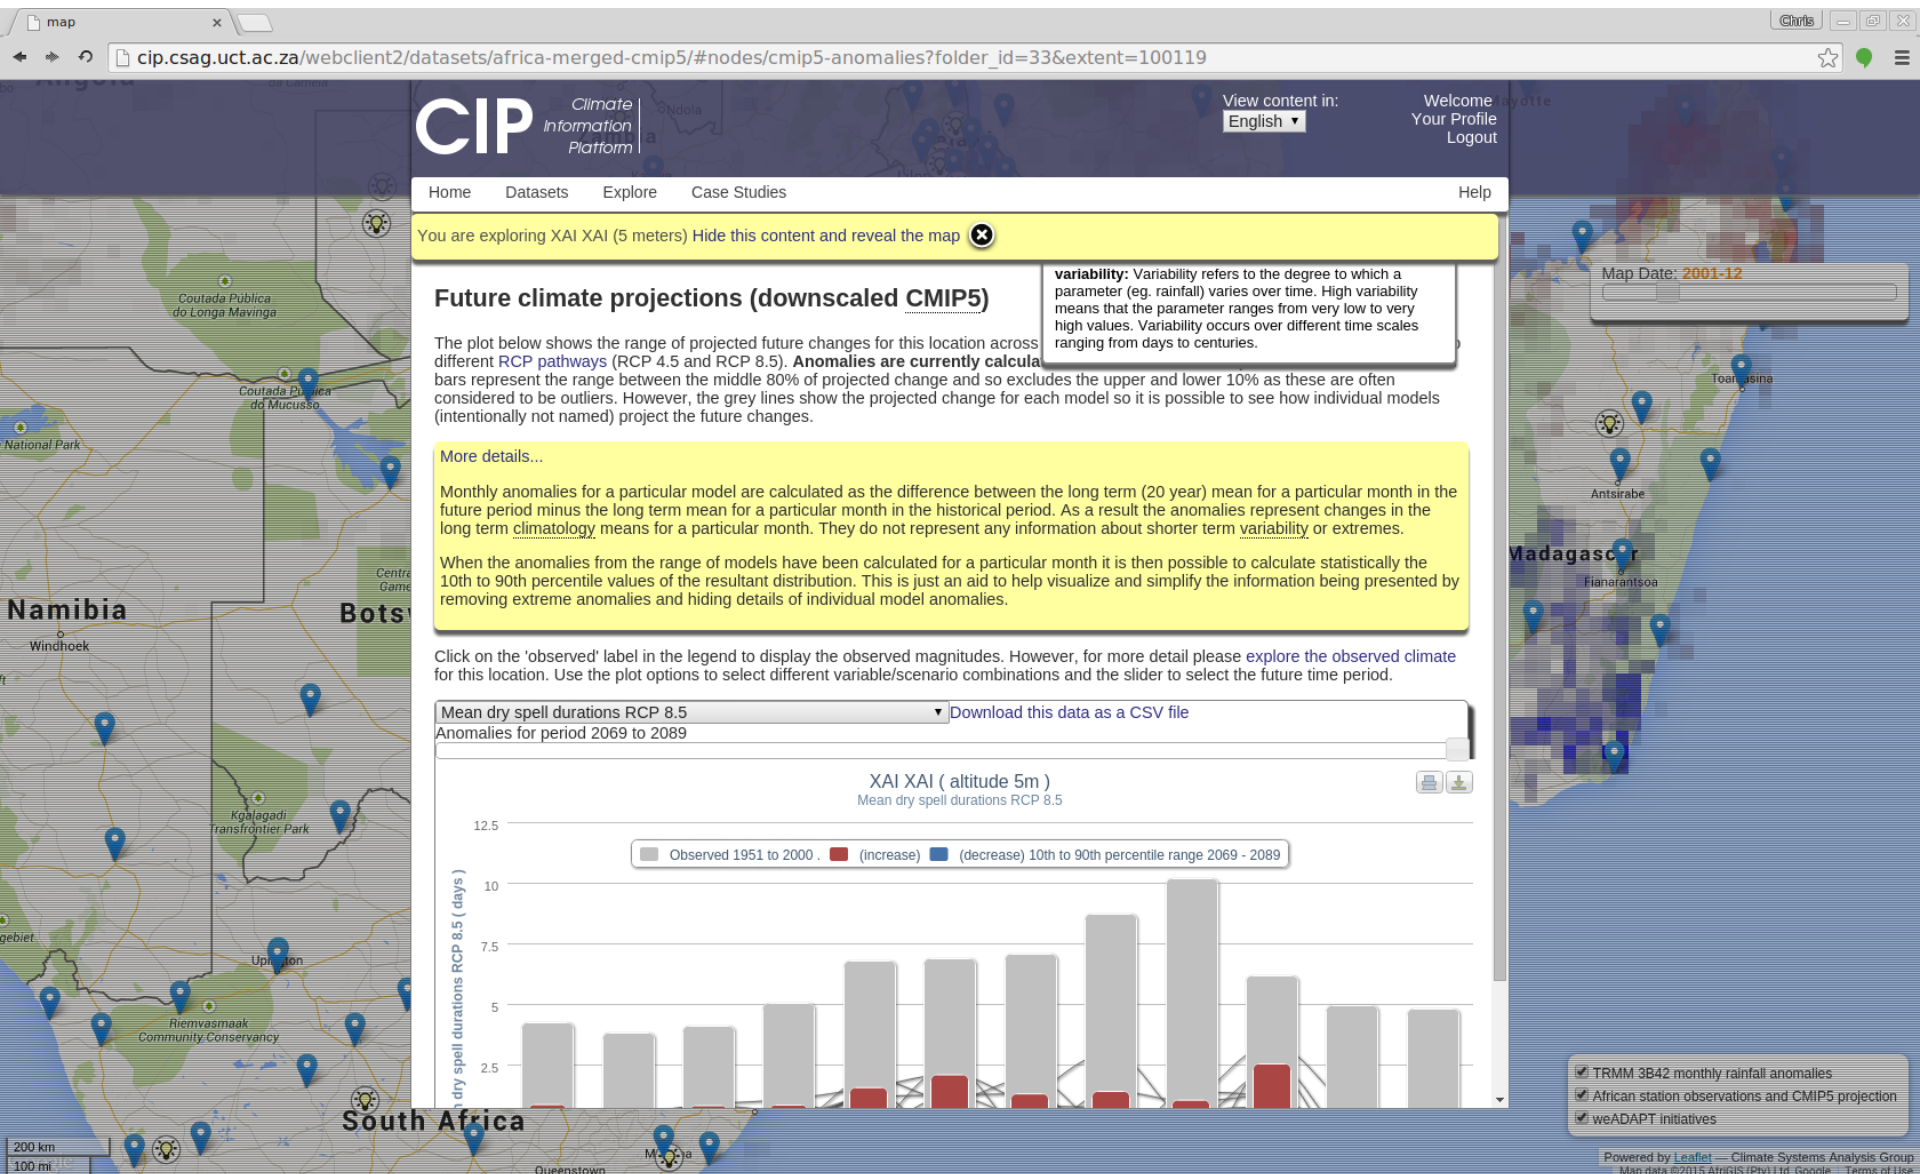 map
Chris
cip.csag.uct.ac.za/webclient2/datasets/africa-merged-cmip5/#nodes/cmip5-anomalies?folder_id=33&extent=100119
CIP
Climate
Information
Platform
View content in:
English
Welcome
Your Profile
Logout
Home
Datasets
Explore
Case Studies
Help
You are exploring XAI XAI (5 meters) Hide this content and reveal the map
Map Date: 2001-12
variability: Variability refers to the degree to which a
parameter (eg. rainfall) varies over time. High variability
means that the parameter ranges from very low to very
high values. Variability occurs over different time scales
ranging from days to centuries.
Future climate projections (downscaled CMIP5)
The plot below shows the range of projected future changes for this location across
different RCP pathways (RCP 4.5 and RCP 8.5). Anomalies are currently calcula
bars represent the range between the middle 80% of projected change and so excludes the upper and lower 10% as these are often
considered to be outliers. However, the grey lines show the projected change for each model so it is possible to see how individual models
(intentionally not named) project the future changes.
More details...
Monthly anomalies for a particular model are calculated as the difference between the long term (20 year) mean for a particular month in the
future period minus the long term mean for a particular month in the historical period. As a result the anomalies represent changes in the
long term climatology means for a particular month. They do not represent any information about shorter term variability or extremes.
When the anomalies from the range of models have been calculated for a particular month it is then possible to calculate statistically the
10th to 90th percentile values of the resultant distribution. This is just an aid to help visualize and simplify the information being presented by
removing extreme anomalies and hiding details of individual model anomalies.
Click on the 'observed' label in the legend to display the observed magnitudes. However, for more detail please explore the observed climate
for this location. Use the plot options to select different variable/scenario combinations and the slider to select the future time period.
Mean dry spell durations RCP 8.5
Download this data as a CSV file
Anomalies for period 2069 to 2089
XAI XAI ( altitude 5m )
Mean dry spell durations RCP 8.5
12.5
Observed 1951 to 2000 . (increase) (decrease) 10th to 90th percentile range 2069 - 2089
10
7.5
5
2.5
dry spell durations RCP 8.5 ( days )
Coutada Pública
do Longa Mavinga
Coutada Pública
do Mucusso
National Park
Namibia
Windhoek
Bots
Centra
Game
Kgalagadi
Transfrontier Park
gebiet
Riemvasmaak
Community Conservancy
South Africa
Queenstown
200 km
100 mi
Ndola
Antsirabe
Madagascar
Fianarantsoa
TRMM 3B42 monthly rainfall anomalies
African station observations and CMIP5 projection
weADAPT initiatives
Powered by Leaflet — Climate Systems Analysis Group
Map data ©2015 AfriGIS (Pty) Ltd, Google Terms of Use